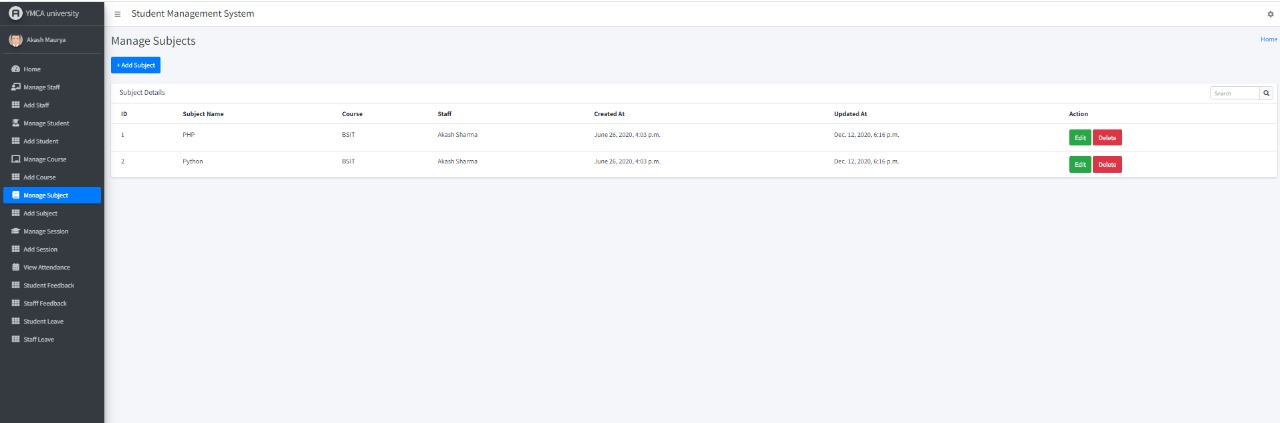 YMCA university
Student Management System
Akash Maurya
Manage Subjects
Home
+ Add Subject
Home
Manage Staff
Add Staff
Manage Student
Add Student
Manage Course
Add Course
Manage Subject
Add Subject
Manage Session
Add Session
View Attendance
Student Feedback
Stafff Feedback
Student Leave
Staff Leave
Subject Details
Search
ID Subject Name Course Staff Created At Updated At Action
1 PHP BSIT Akash Sharma June 26, 2020, 4:03 p.m. Dec. 12, 2020, 6:16 p.m. Edit Delete
2 Python BSIT Akash Sharma June 26, 2020, 4:03 p.m. Dec. 12, 2020, 6:16 p.m. Edit Delete